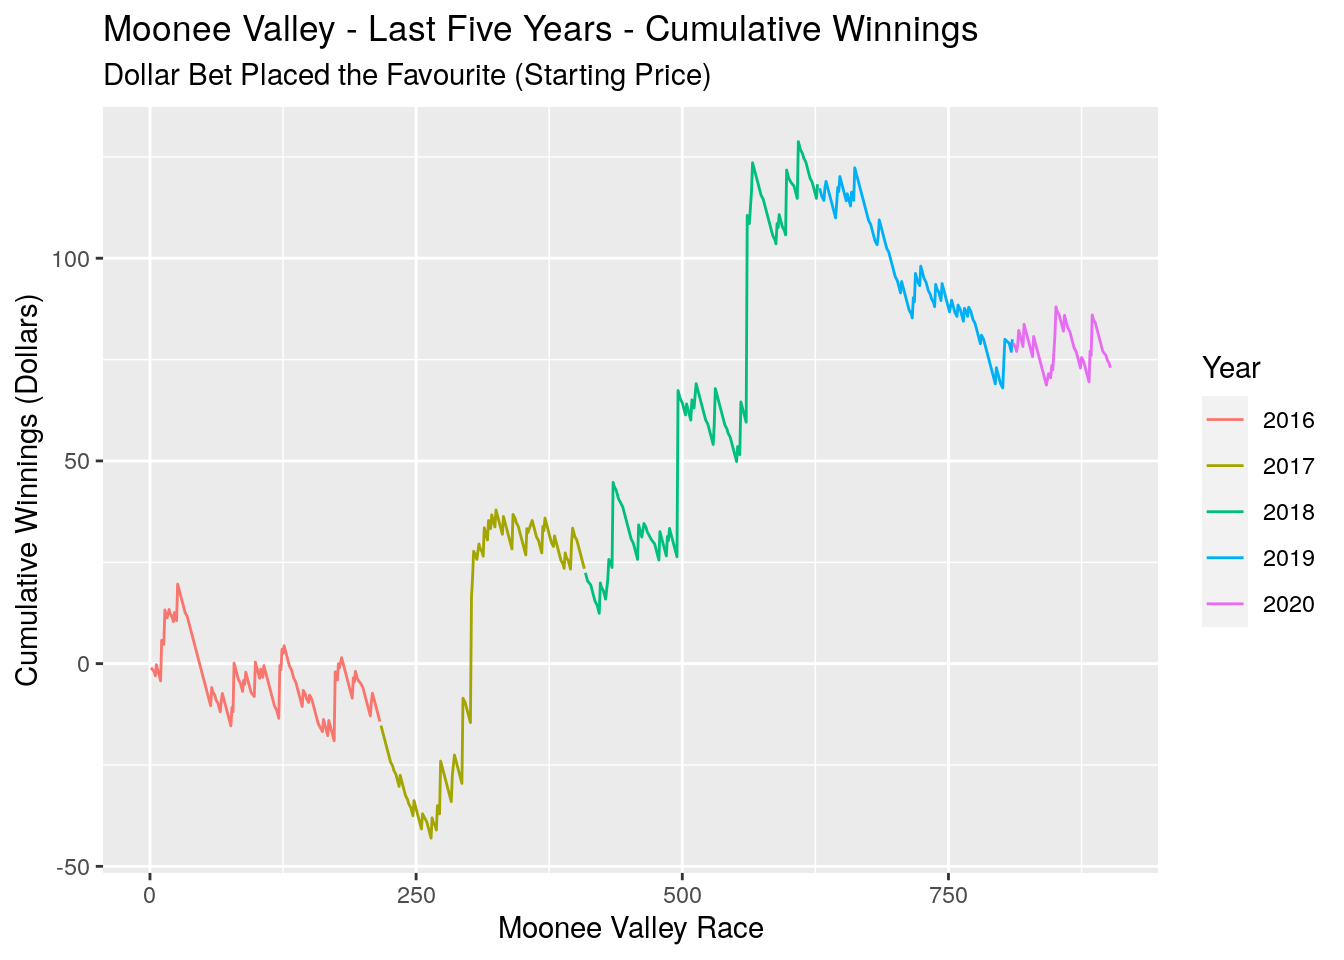 Moonee Valley - Last Five Years - Cumulative Winnings
Dollar Bet Placed the Favourite (Starting Price)
Cumulative Winnings (Dollars)
100
50
0
-50
0
250
500
750
Moonee Valley Race
Year
2016
2017
2018
2019
2020